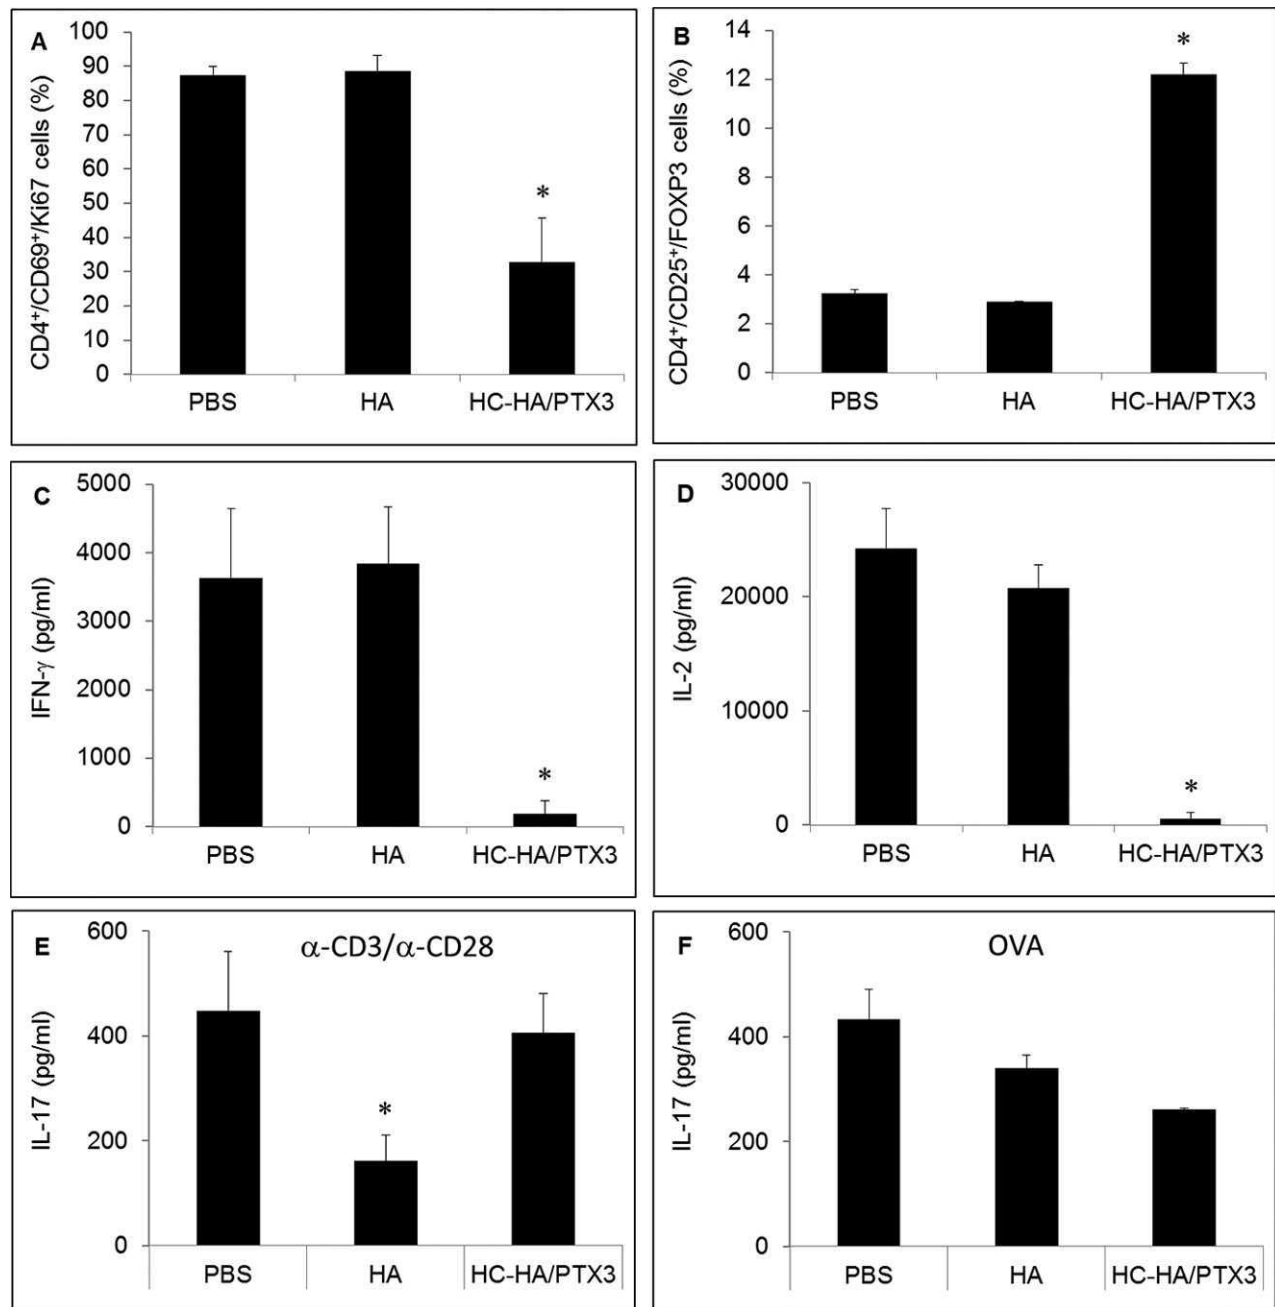 A
CD4⁺/CD69⁺/Ki67 cells (%)
100
90
80
70
60
50
40
30
20
10
0
*
PBS HA HC-HA/PTX3
B
CD4⁺/CD25⁺/FOXP3 cells (%)
14
12
10
8
6
4
2
0
*
PBS HA HC-HA/PTX3
C
IFN-γ (pg/ml)
5000
4000
3000
2000
1000
0
*
PBS HA HC-HA/PTX3
D
IL-2 (pg/ml)
30000
20000
10000
0
*
PBS HA HC-HA/PTX3
E
α-CD3/α-CD28
IL-17 (pg/ml)
600
400
200
0
*
PBS HA HC-HA/PTX3
F
OVA
IL-17 (pg/ml)
600
400
200
0
PBS HA HC-HA/PTX3